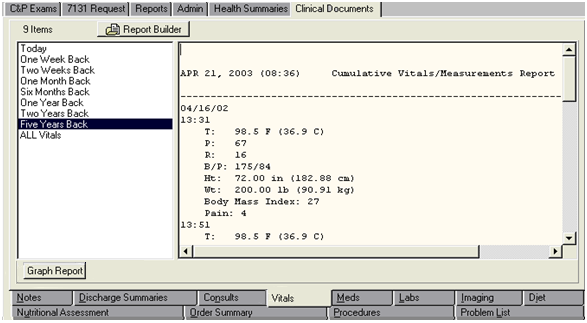 C&P Exams 7131 Request Reports Admin Health Summaries Clinical Documents
9 Items Report Builder
Today
One Week Back
Two Weeks Back
One Month Back
Six Months Back
One Year Back
Two Years Back
Five Years Back
ALL Vitals
APR 21, 2003 (08:36) Cumulative Vitals/Measurements Report
--------------------------------------------------------------
04/16/02
13:31
T: 98.5 F (36.9 C)
P: 67
R: 16
B/P: 175/84
Ht: 72.00 in (182.88 cm)
Wt: 200.00 lb (90.91 kg)
Body Mass Index: 27
Pain: 4
13:51
T: 98.5 F (36.9 C)
Graph Report
Notes Discharge Summaries Consults Vitals Meds Labs Imaging Diet
Nutritional Assessment Order Summary Procedures Problem List